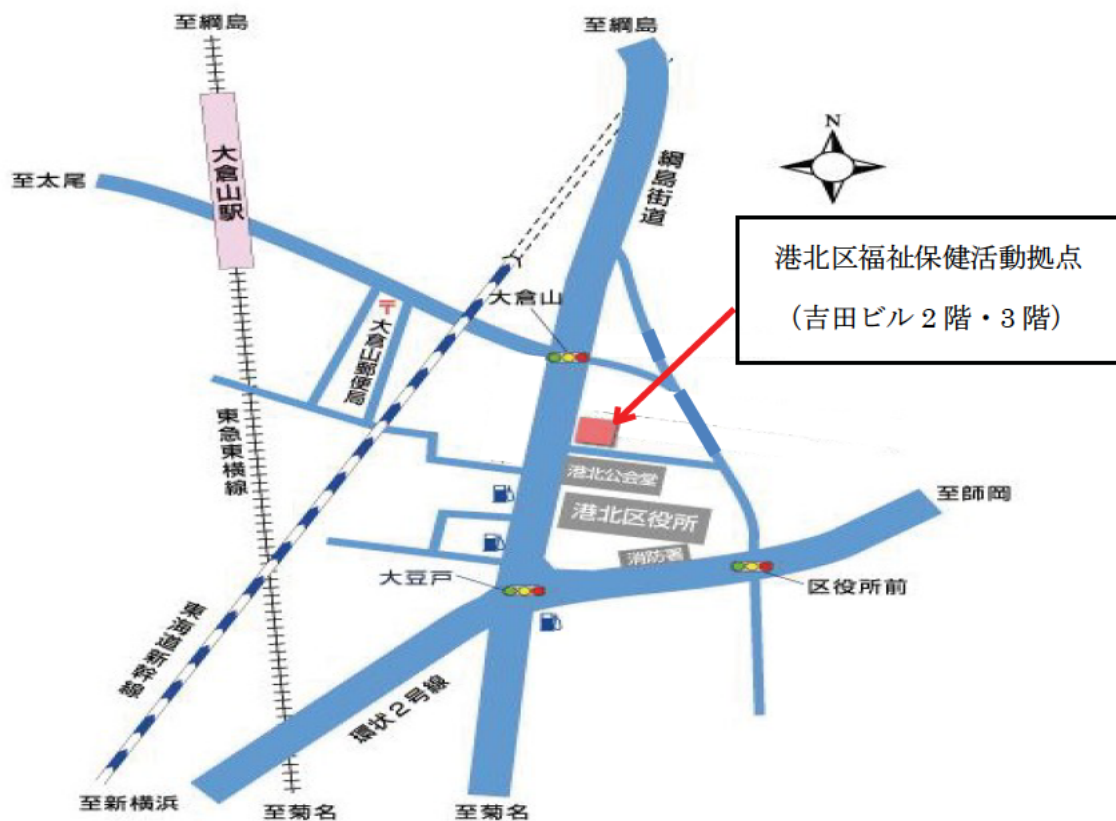 至綱島
至綱島
N
大倉山駅
綱島街道
至太尾
港北区福祉保健活動拠点
（吉田ビル2階・3階）
大倉山
〒大倉山郵便局
東急東横線
港北公会堂
港北区役所
消防署
至師岡
大豆戸
区役所前
東海道新幹線
環状2号線
至新横浜
至菊名
至菊名